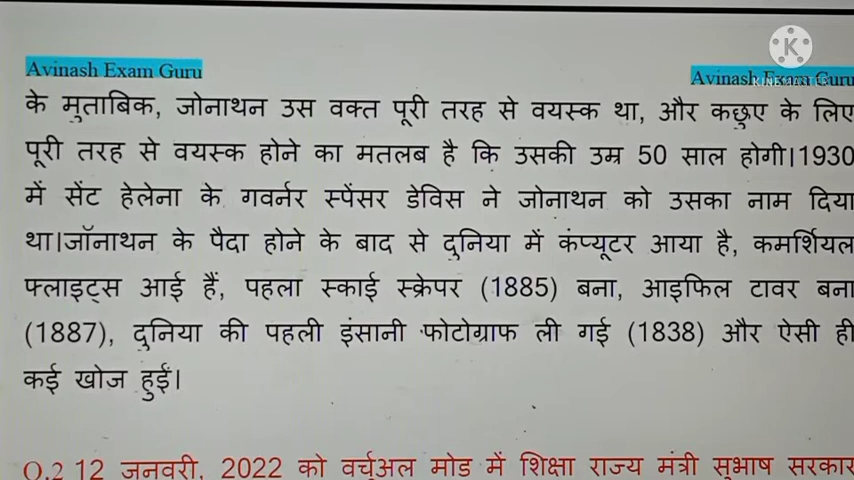 Avinash Exam Guru
Avinash Exam Guru
K
KINEMASTER
के मुताबिक, जोनाथन उस वक्त पूरी तरह से वयस्क था, और कछुए के लिए
पूरी तरह से वयस्क होने का मतलब है कि उसकी उम्र 50 साल होगी।1930
में सेंट हेलेना के गवर्नर स्पेंसर डेविस ने जोनाथन को उसका नाम दिया
था।जॉनाथन के पैदा होने के बाद से दुनिया में कंप्यूटर आया है, कमर्शियल
फ्लाइट्स आई हैं, पहला स्काई स्क्रेपर (1885) बना, आइफिल टावर बना
(1887), दुनिया की पहली इंसानी फोटोग्राफ ली गई (1838) और ऐसी ही
कई खोज हुईं।
Q.2 12 जनवरी, 2022 को वर्चुअल मोड में शिक्षा राज्य मंत्री सुभाष सरकार